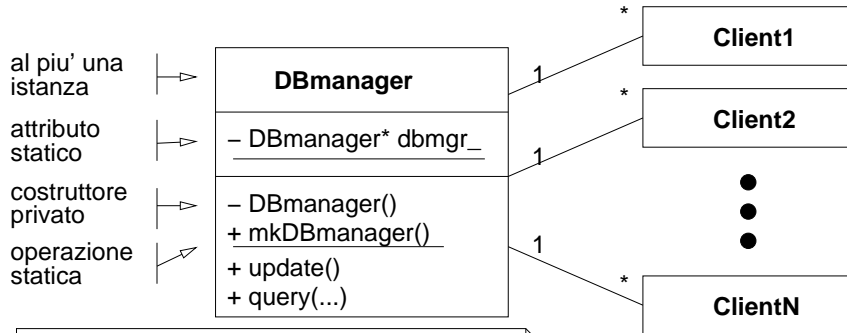 al piu' una
istanza
attributo
statico
costruttore
privato
operazione
statica
DBmanager
– DBmanager* dbmgr_
– DBmanager()
+ mkDBmanager()
+ update()
+ query(...)
1
*
Client1
1
*
Client2
1
*
ClientN